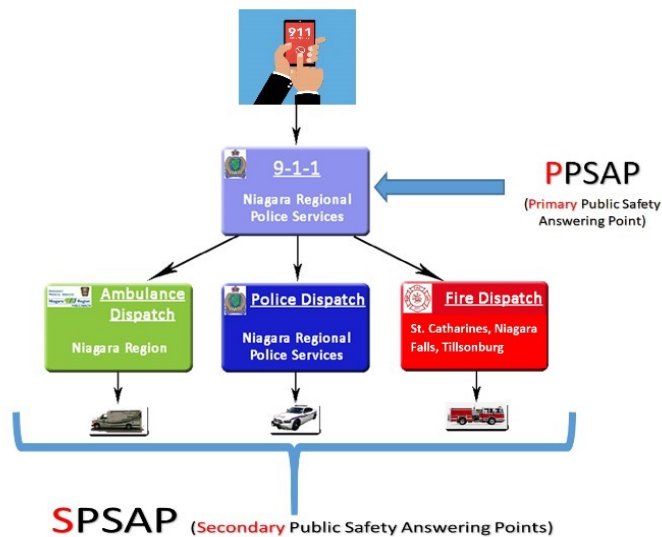 911
9-1-1
Niagara Regional
Police Services
PPSAP
(Primary Public Safety
Answering Point)
Ambulance
Dispatch
Niagara Region
Police Dispatch
Niagara Regional
Police Services
Fire Dispatch
St. Catharines, Niagara
Falls, Tillsonburg
SPSAP (Secondary Public Safety Answering Points)